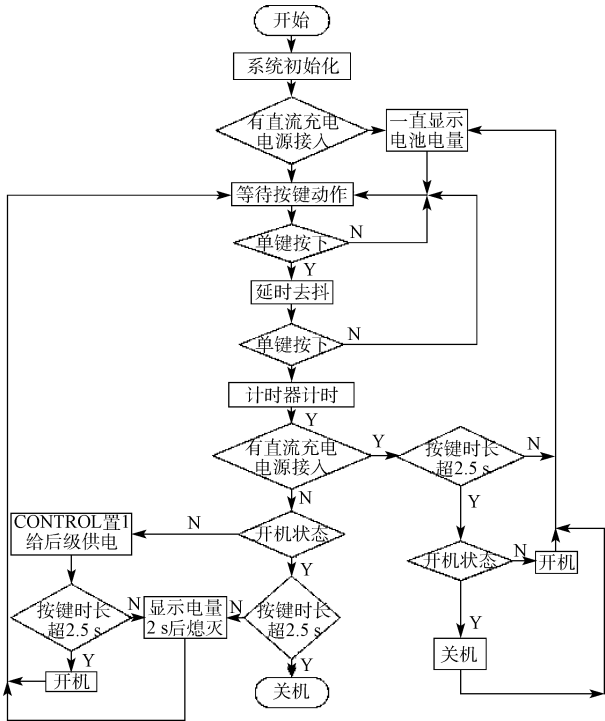 开始
系统初始化
有直流充电
电源接入
一直显示
电池电量
等待按键动作
单键按下
N
Y
延时去抖
单键按下
N
计时器计时
Y
有直流充电
电源接入
Y
按键时长
超2.5 s
N
N
Y
CONTROL置1
给后级供电
N
开机状态
开机状态
N
开机
Y
按键时长
超2.5 s
N
显示电量
2 s后熄灭
N
按键时长
超2.5 s
Y
关机
Y
开机
Y
关机